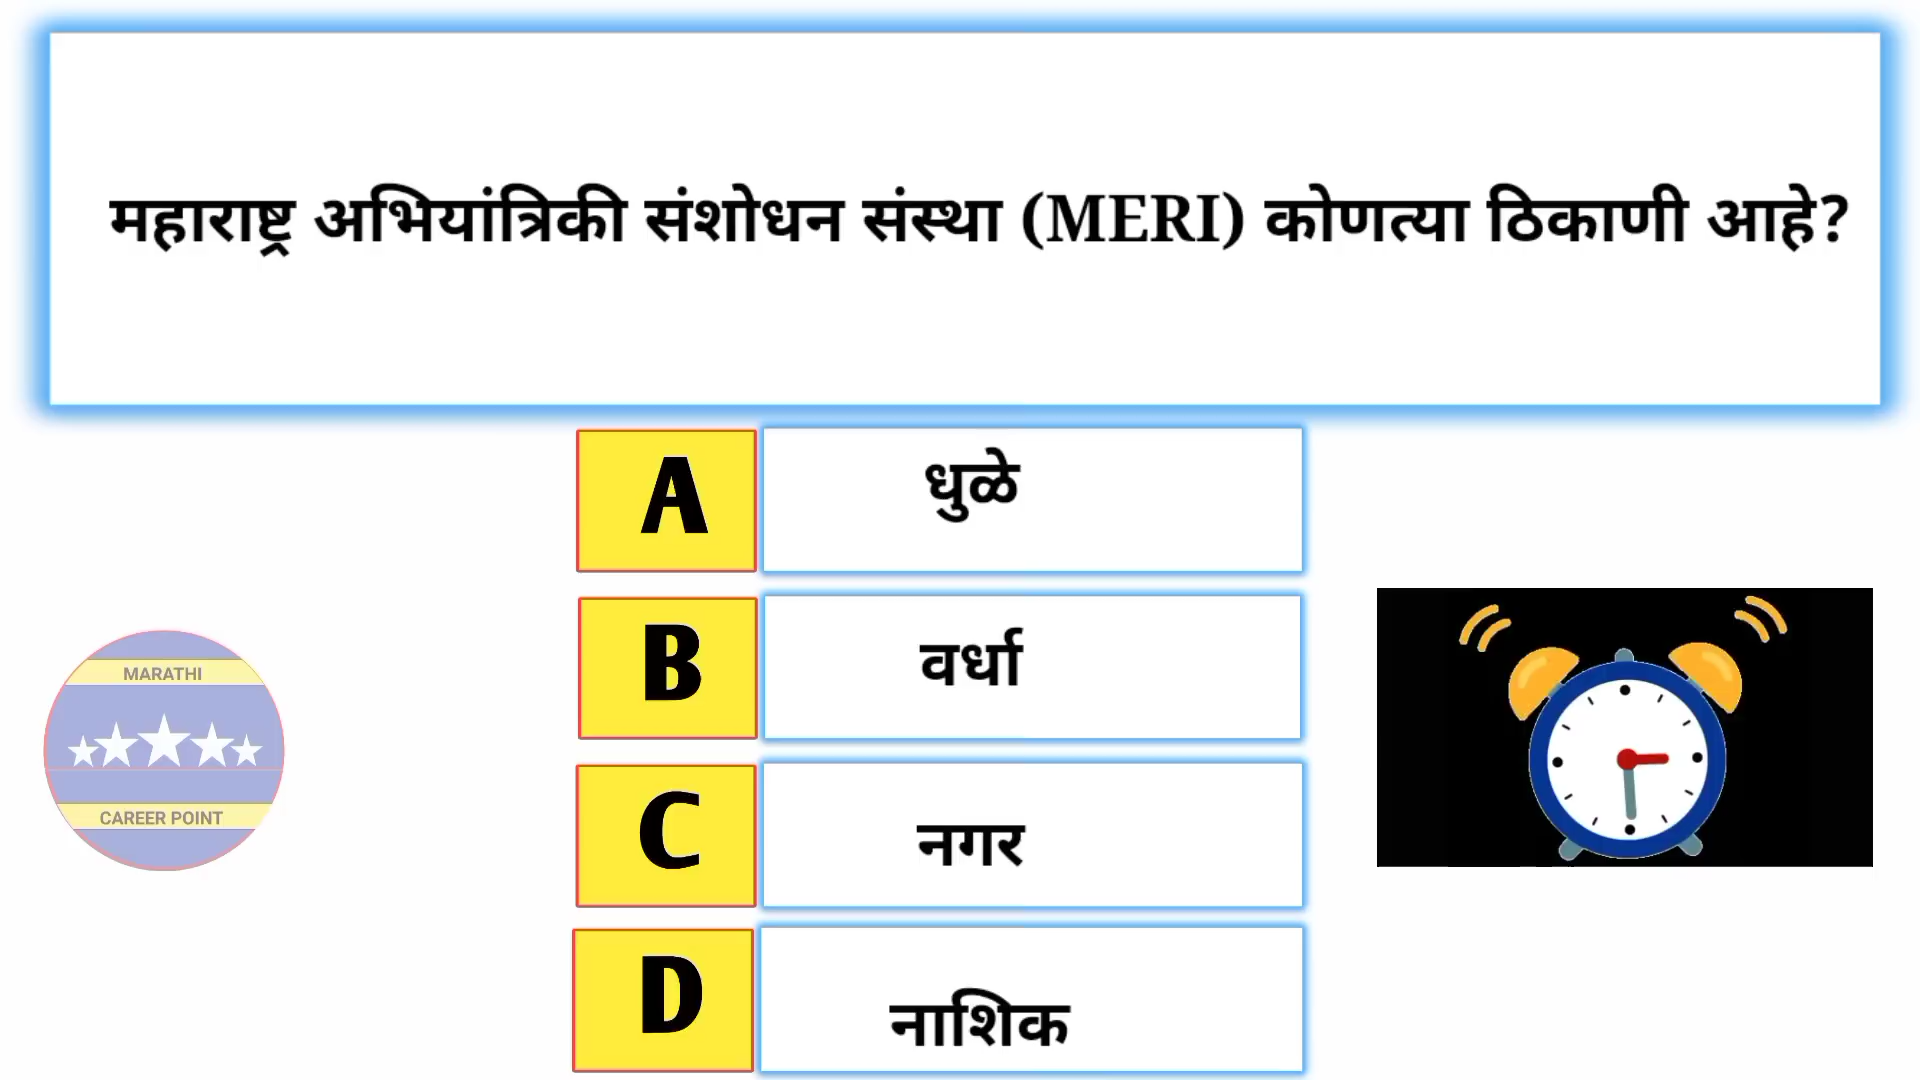 महाराष्ट्र अभियांत्रिकी संशोधन संस्था (MERI) कोणत्या ठिकाणी आहे?
A धुळे
B वर्धा
C नगर
D नाशिक
MARATHI
CAREER POINT